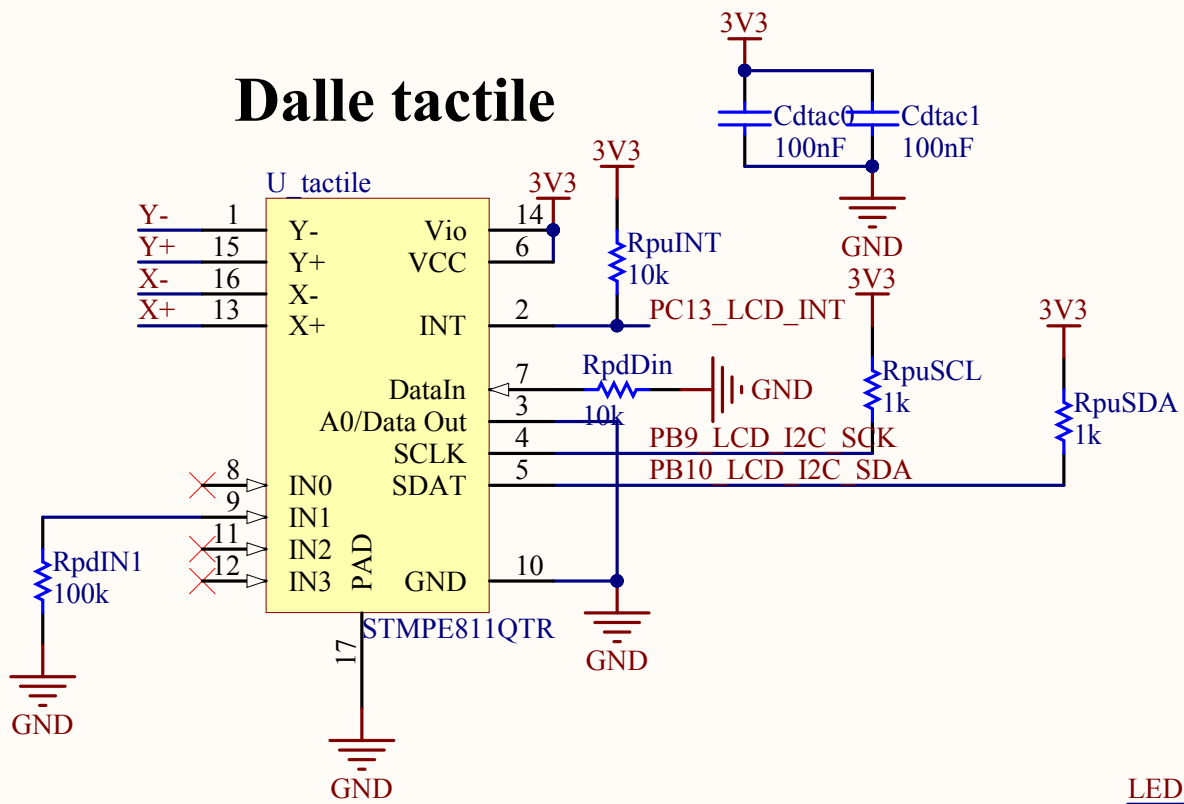 3V3
Dalle tactile
Cdtac0
100nF
Cdtac1
100nF
GND
3V3
U_tactile
3V3
Y- 1 Y- Vio 14
Y+ 15 Y+ VCC 6
X- 16 X-
X+ 13 X+ INT 2 PC13_LCD_INT
RpuINT
10k
3V3
RpuSCL
1k
3V3
RpuSDA
1k
DataIn 7 RpdDin 10k GND
A0/Data Out 3
SCLK 4 PB9_LCD_I2C_SCK
SDAT 5 PB10_LCD_I2C_SDA
8 IN0
9 IN1
11 IN2
12 IN3
PAD
GND 10
RpdIN1
100k
STMPE811QTR
17
GND
GND
GND
LED